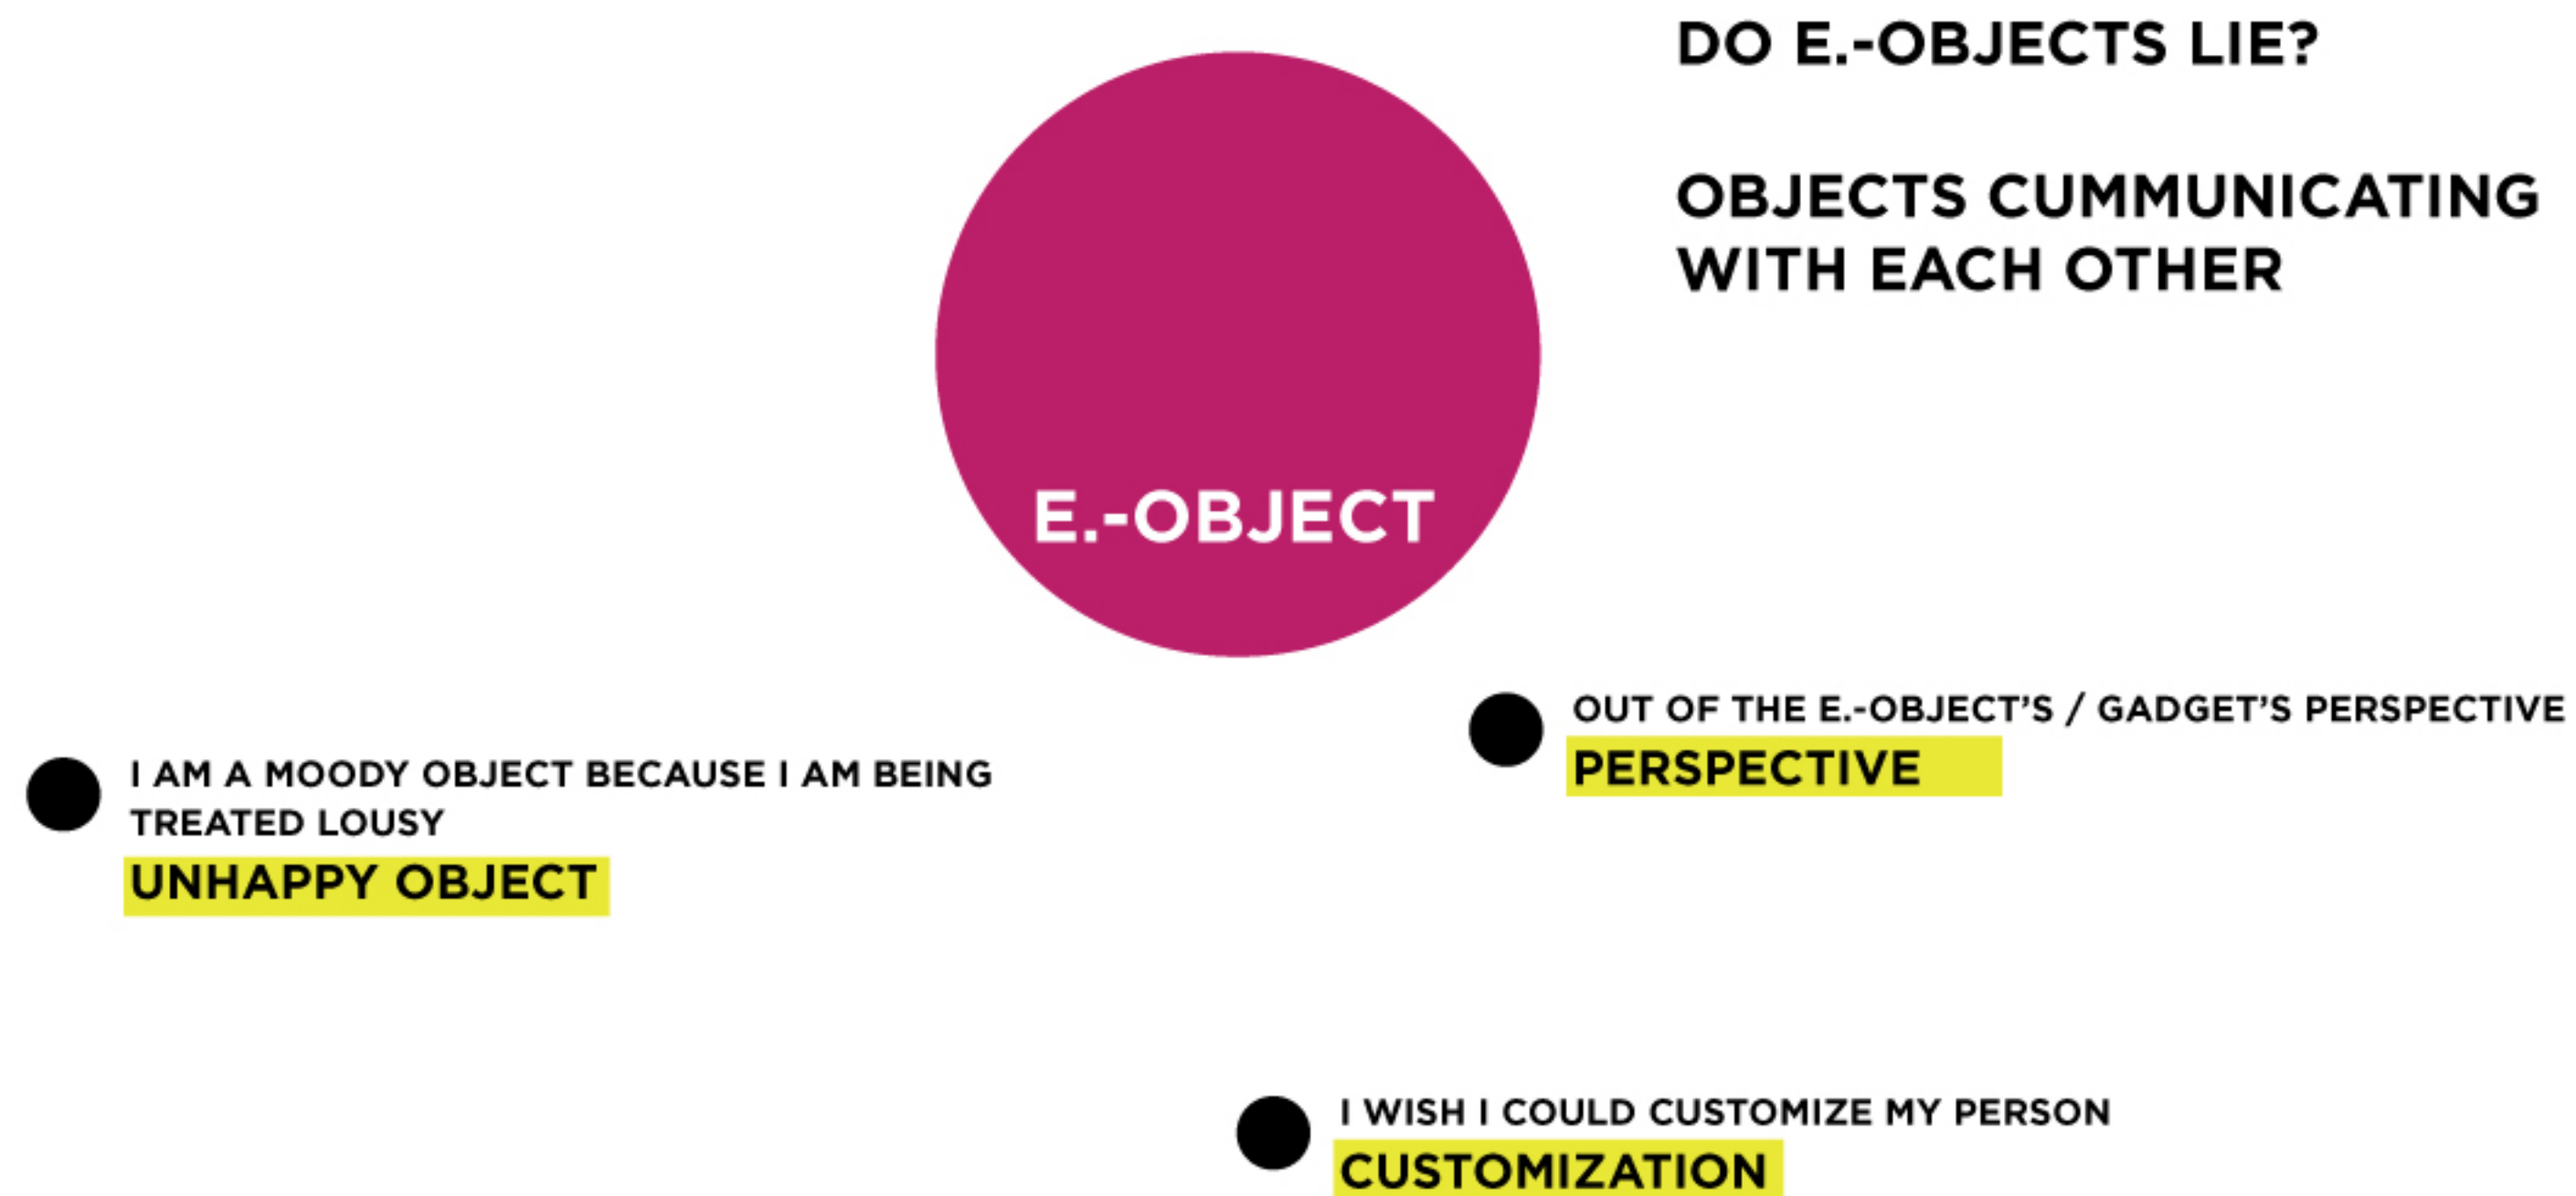 DO E.-OBJECTS LIE?
OBJECTS CUMMUNICATING
WITH EACH OTHER
E.-OBJECT
OUT OF THE E.-OBJECT'S / GADGET'S PERSPECTIVE
PERSPECTIVE
I AM A MOODY OBJECT BECAUSE I AM BEING
TREATED LOUSY
UNHAPPY OBJECT
I WISH I COULD CUSTOMIZE MY PERSON
CUSTOMIZATION